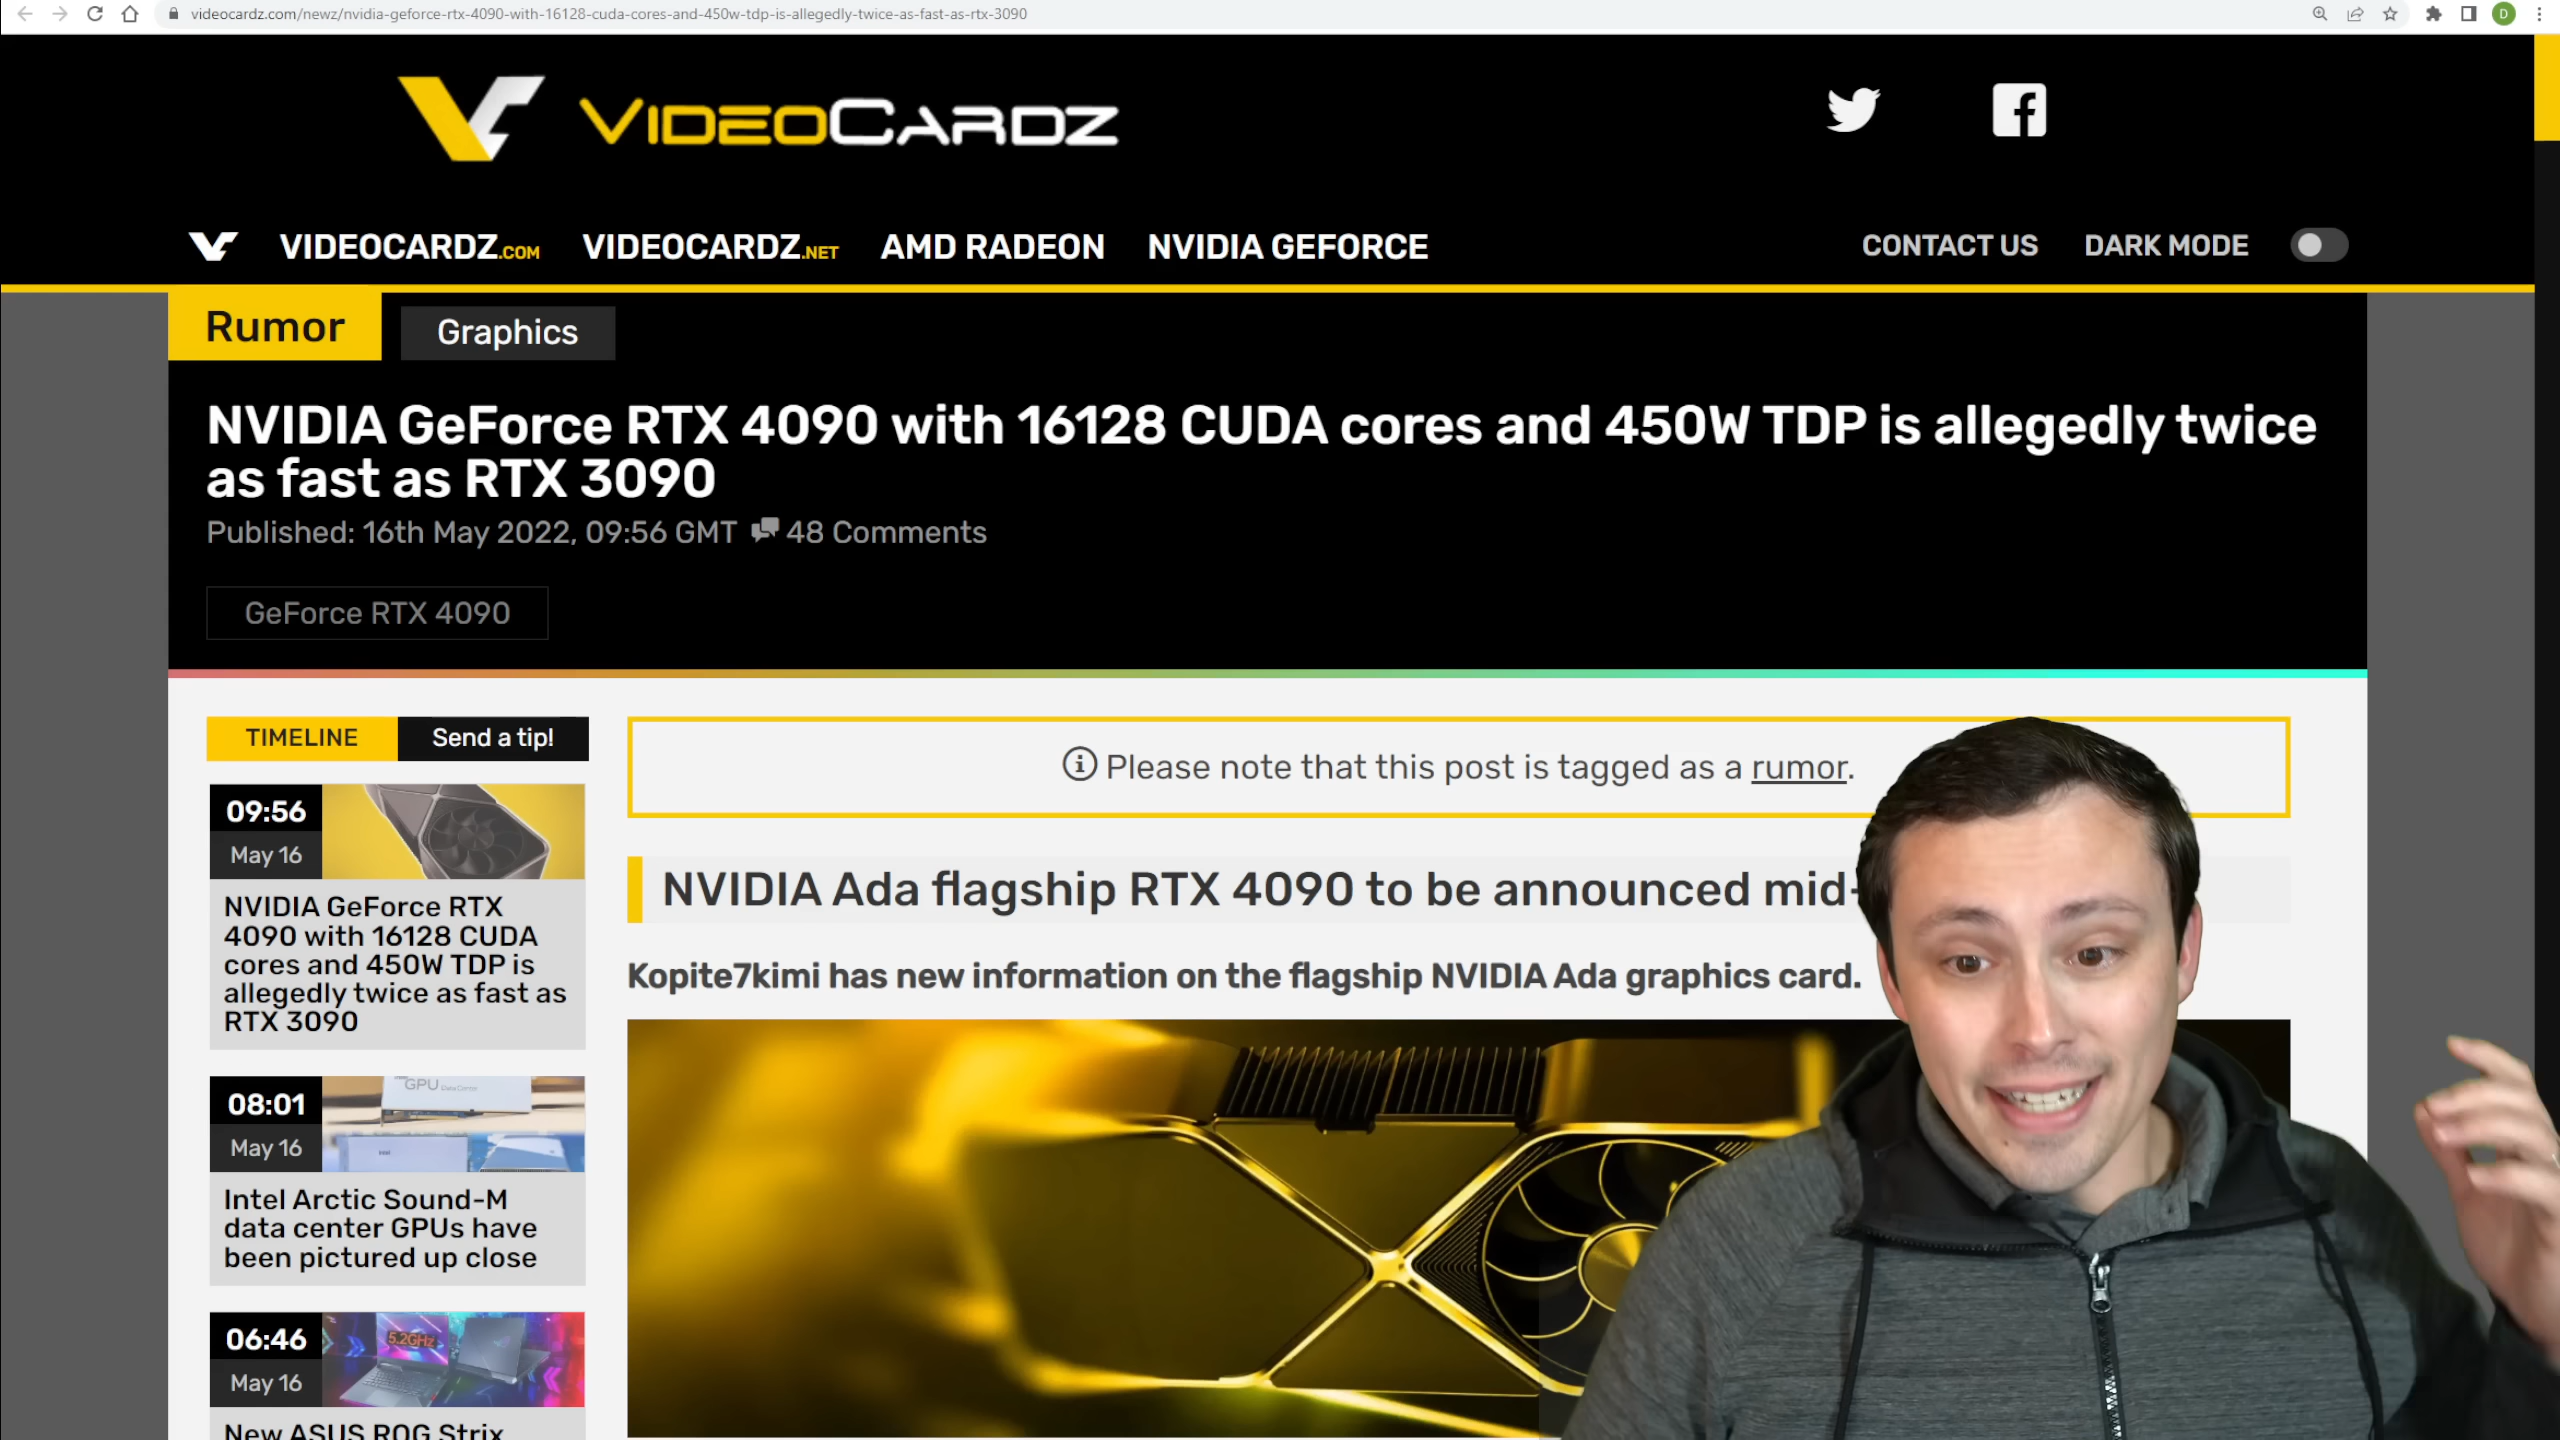 videocardz.com/newz/nvidia-geforce-rtx-4090-with-16128-cuda-cores-and-450w-tdp-is-allegedly-twice-as-fast-as-rtx-3090
D
VIDEOCARDZ
VIDEOCARDZ.COM VIDEOCARDZ.NET AMD RADEON NVIDIA GEFORCE CONTACT US DARK MODE
Rumor Graphics
NVIDIA GeForce RTX 4090 with 16128 CUDA cores and 450W TDP is allegedly twice
as fast as RTX 3090
Published: 16th May 2022, 09:56 GMT 48 Comments
GeForce RTX 4090
TIMELINE Send a tip!
Please note that this post is tagged as a rumor.
09:56
May 16
NVIDIA GeForce RTX
4090 with 16128 CUDA
cores and 450W TDP is
allegedly twice as fast as
RTX 3090
NVIDIA Ada flagship RTX 4090 to be announced mid-
Kopite7kimi has new information on the flagship NVIDIA Ada graphics card.
GPU
08:01
May 16
Intel Arctic Sound-M
data center GPUs have
been pictured up close
5.2GHz
06:46
May 16
New ASUS ROG Strix